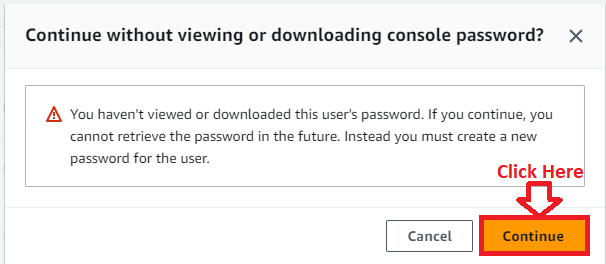 Continue without viewing or downloading console password?
You haven't viewed or downloaded this user's password. If you continue, you
cannot retrieve the password in the future. Instead you must create a new
password for the user.
Click Here
Cancel
Continue